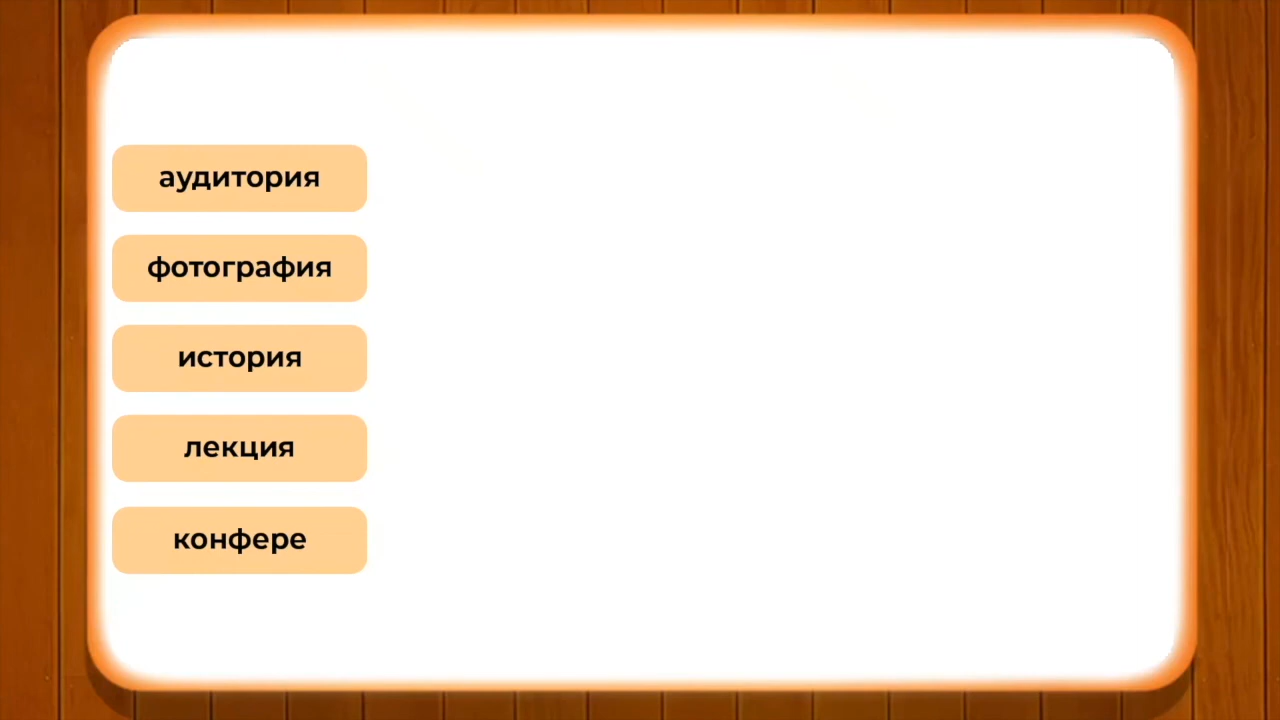 аудитория
фотография
история
лекция
конфере